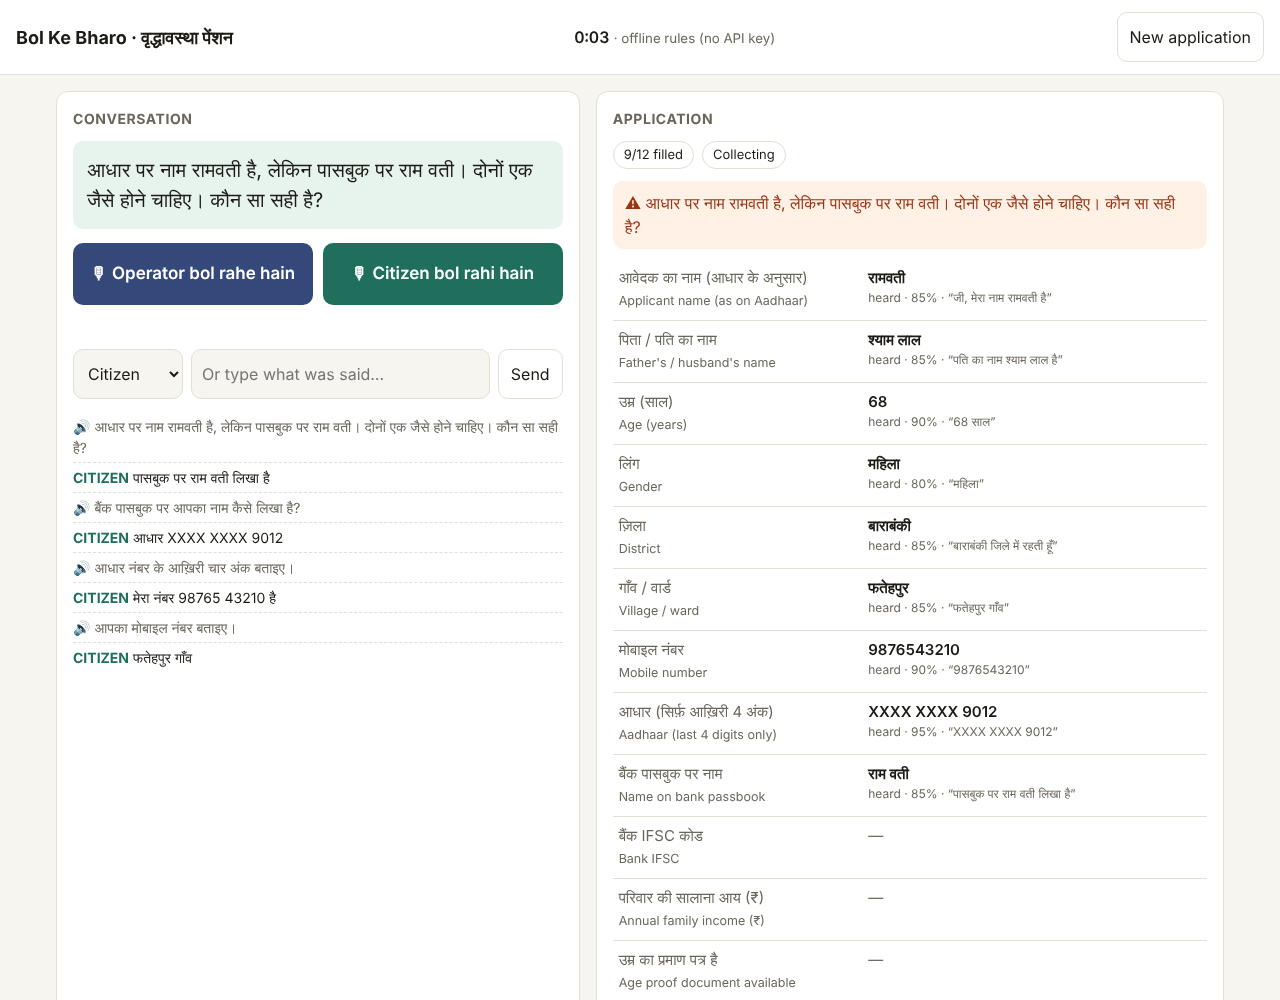 Bol Ke Bharo · वृद्धावस्था पेंशन
0:03 · offline rules (no API key)
New application
CONVERSATION
आधार पर नाम रामवती है, लेकिन पासबुक पर राम वती। दोनों एक
जैसे होने चाहिए। कौन सा सही है?
🎙 Operator bol rahe hain
🎙 Citizen bol rahi hain
Citizen
Or type what was said...
Send
🔊 आधार पर नाम रामवती है, लेकिन पासबुक पर राम वती। दोनों एक जैसे होने चाहिए। कौन सा सही
है?
CITIZEN पासबुक पर राम वती लिखा है
🔊 बैंक पासबुक पर आपका नाम कैसे लिखा है?
CITIZEN आधार XXXX XXXX 9012
🔊 आधार नंबर के आख़िरी चार अंक बताइए।
CITIZEN मेरा नंबर 98765 43210 है
🔊 आपका मोबाइल नंबर बताइए।
CITIZEN फतेहपुर गाँव
APPLICATION
9/12 filled
Collecting
⚠ आधार पर नाम रामवती है, लेकिन पासबुक पर राम वती। दोनों एक जैसे होने चाहिए। कौन सा सही
है?
आवेदक का नाम (आधार के अनुसार)
Applicant name (as on Aadhaar)
रामवती
heard · 85% · “जी, मेरा नाम रामवती है”
पिता / पति का नाम
Father's / husband's name
श्याम लाल
heard · 85% · “पति का नाम श्याम लाल है”
उम्र (साल)
Age (years)
68
heard · 90% · “68 साल”
लिंग
Gender
महिला
heard · 80% · “महिला”
ज़िला
District
बाराबंकी
heard · 85% · “बाराबंकी जिले में रहती हूँ”
गाँव / वार्ड
Village / ward
फतेहपुर
heard · 85% · “फतेहपुर गाँव”
मोबाइल नंबर
Mobile number
9876543210
heard · 90% · “9876543210”
आधार (सिर्फ़ आख़िरी 4 अंक)
Aadhaar (last 4 digits only)
XXXX XXXX 9012
heard · 95% · “XXXX XXXX 9012”
बैंक पासबुक पर नाम
Name on bank passbook
राम वती
heard · 85% · “पासबुक पर राम वती लिखा है”
बैंक IFSC कोड
Bank IFSC
—
परिवार की सालाना आय (₹)
Annual family income (₹)
—
उम्र का प्रमाण पत्र है
Age proof document available
—